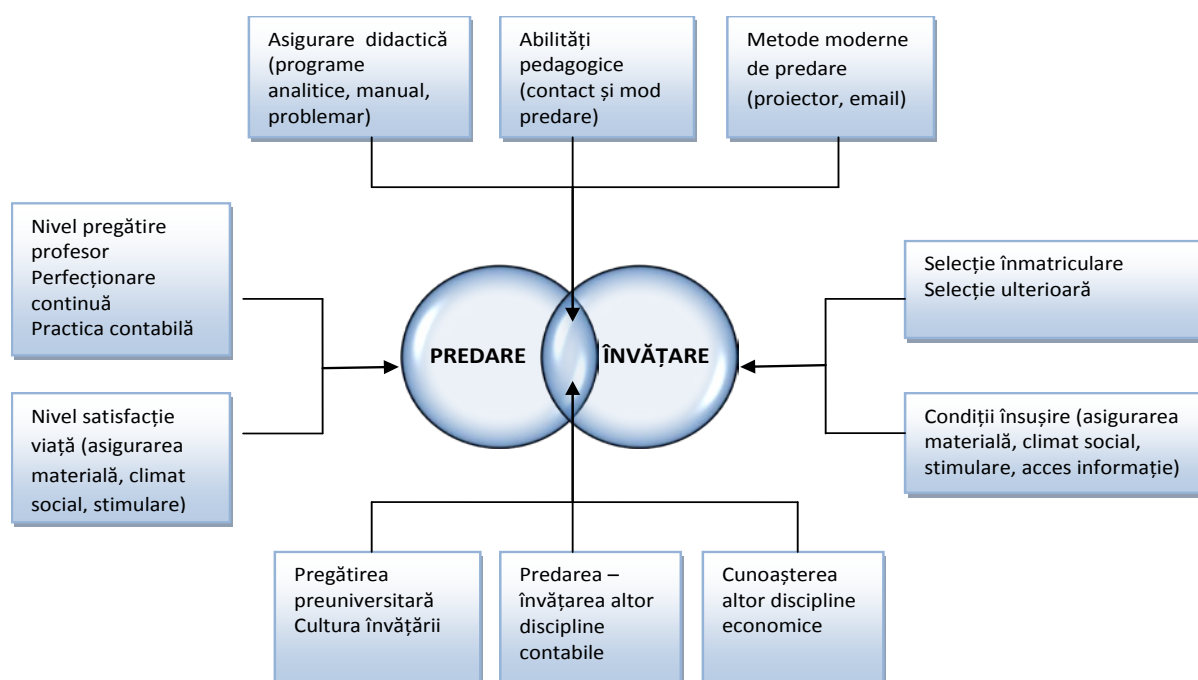 Asigurare didactică
(programe
analitice, manual,
problemar)
Abilități
pedagogice
(contact și mod
predare)
Metode moderne
de predare
(proiector, email)
Nivel pregătire
profesor
Perfecționare
continuă
Practica contabilă
Selecție înmatriculare
Selecție ulterioară
PREDARE
ÎNVĂȚARE
Nivel satisfacție
viață (asigurarea
materială, climat
social, stimulare)
Condiții însușire (asigurarea
materială, climat social,
stimulare, acces informație)
Pregătirea
preuniversitară
Cultura învățării
Predarea –
învățarea altor
discipline
contabile
Cunoașterea
altor discipline
economice